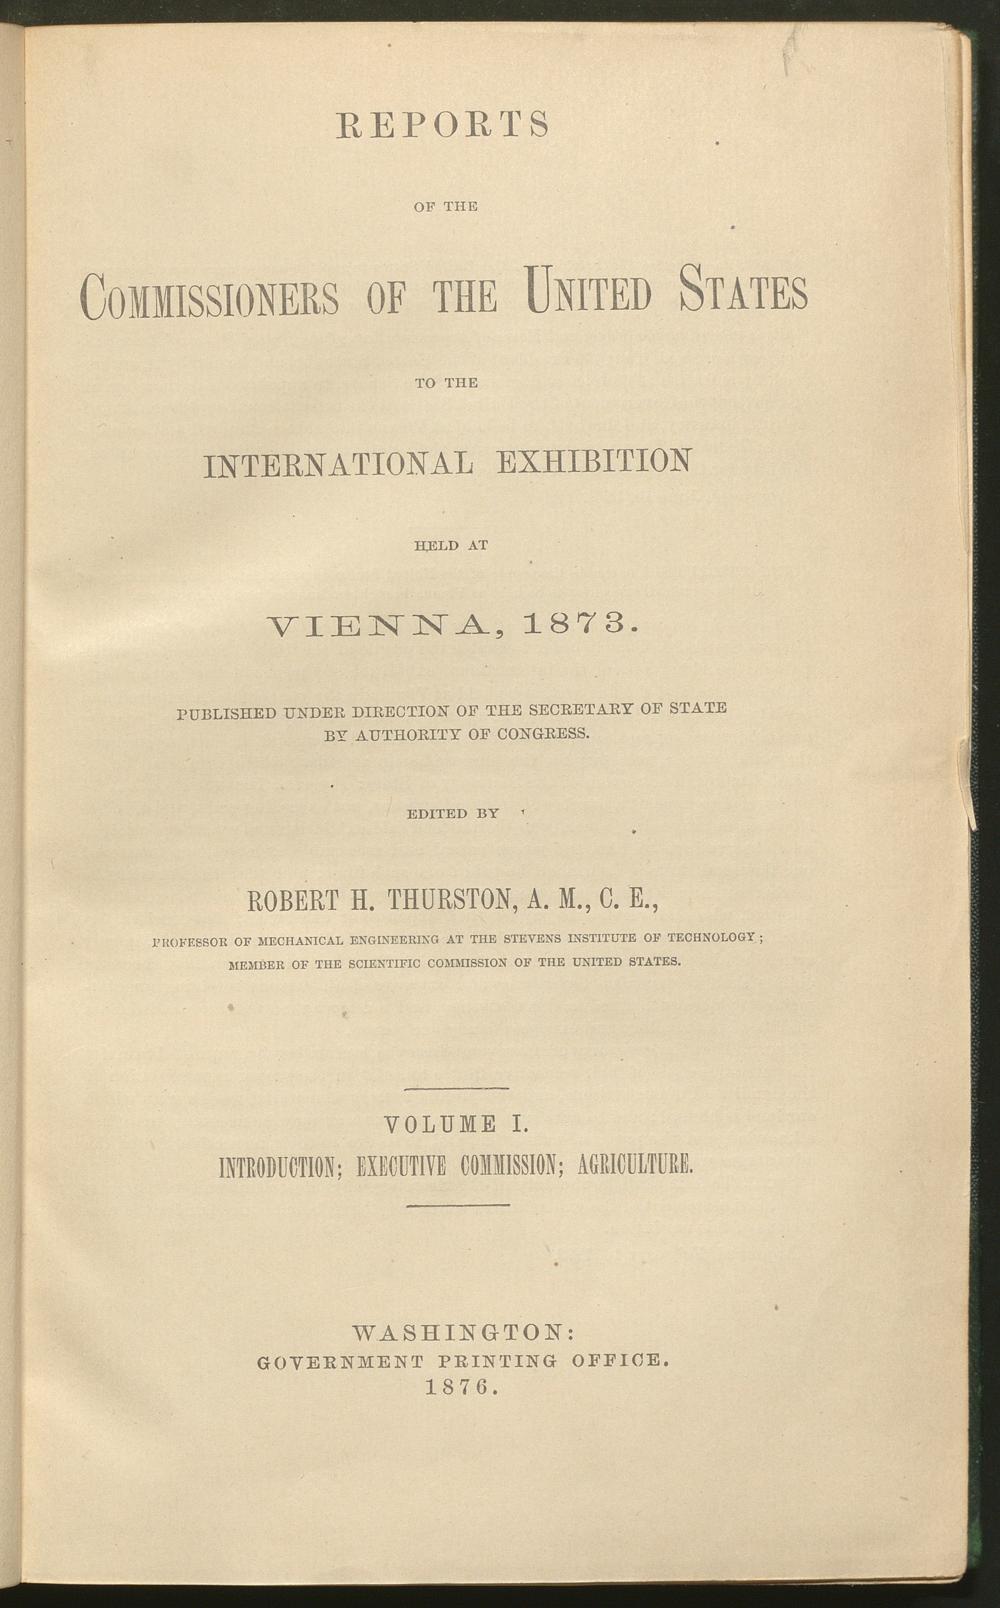 REPORTS
OF THE
COMMISSIONERS OF THE UNITED STATES
TO THE
INTERNATIONAL EXHIBITION
HELD AT
VIENNA, 1873.
PUBLISHED UNDER DIRECTION OF THE SECRETARY OF STATE
BY AUTHORITY OF CONGRESS.
EDITED BY
ROBERT H. THURSTON, A. M., C. E.,
PROFESSOR OF MECHANICAL ENGINEERING AT THE STEVENS INSTITUTE OF TECHNOLOGY;
MEMBER OF THE SCIENTIFIC COMMISSION OF THE UNITED STATES.
VOLUME I.
INTRODUCTION; EXECUTIVE COMMISSION; AGRICULTURE.
WASHINGTON:
GOVERNMENT PRINTING OFFICE.
1876.